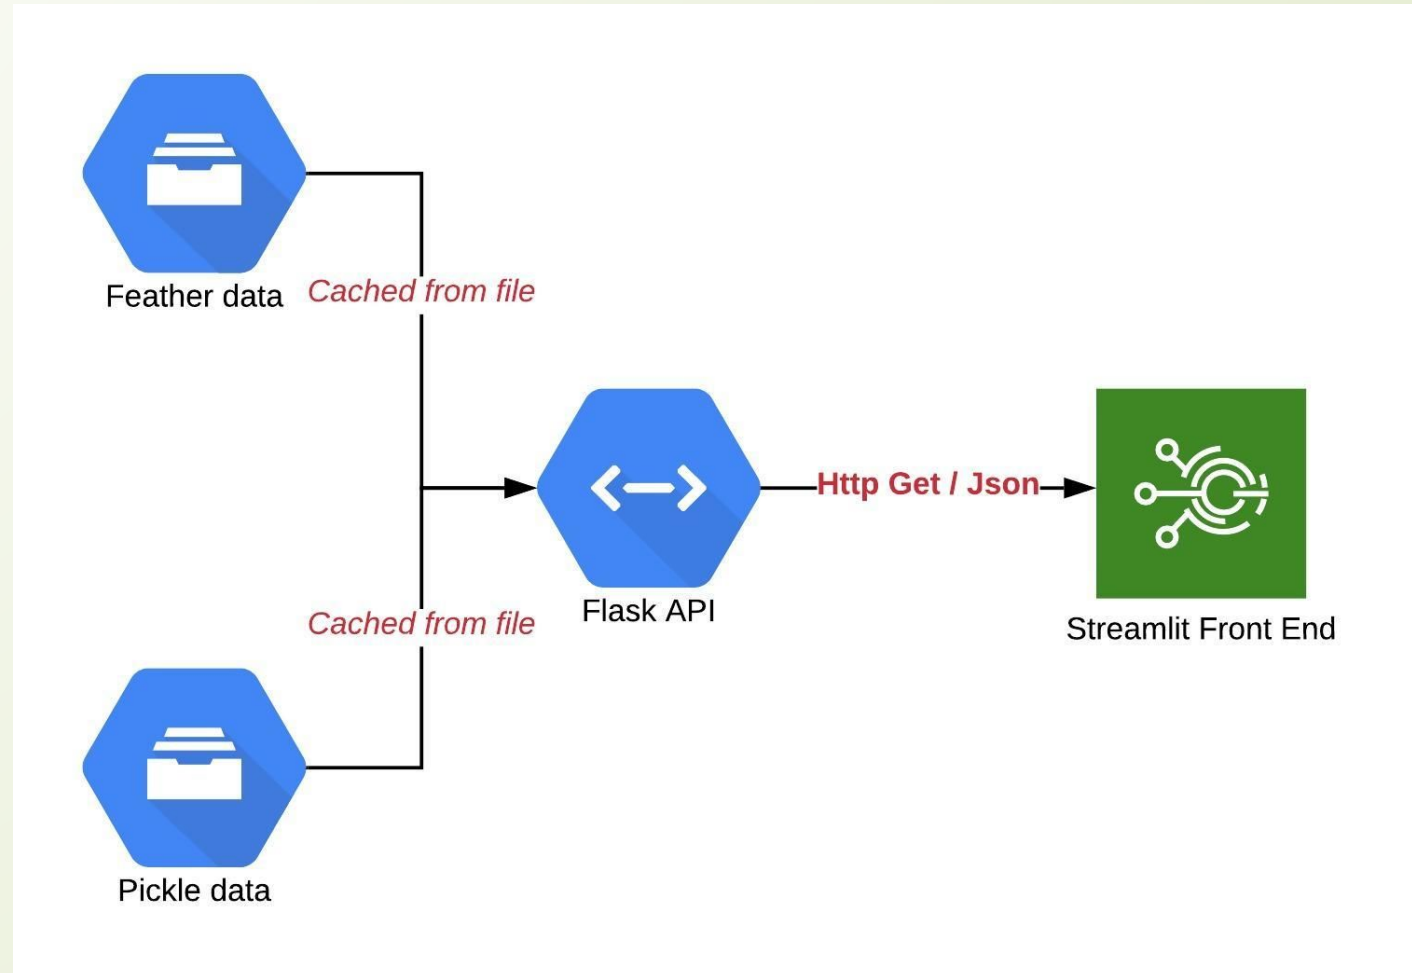 Feather data
Cached from file
Flask API
Http Get / Json
Streamlit Front End
Cached from file
Pickle data